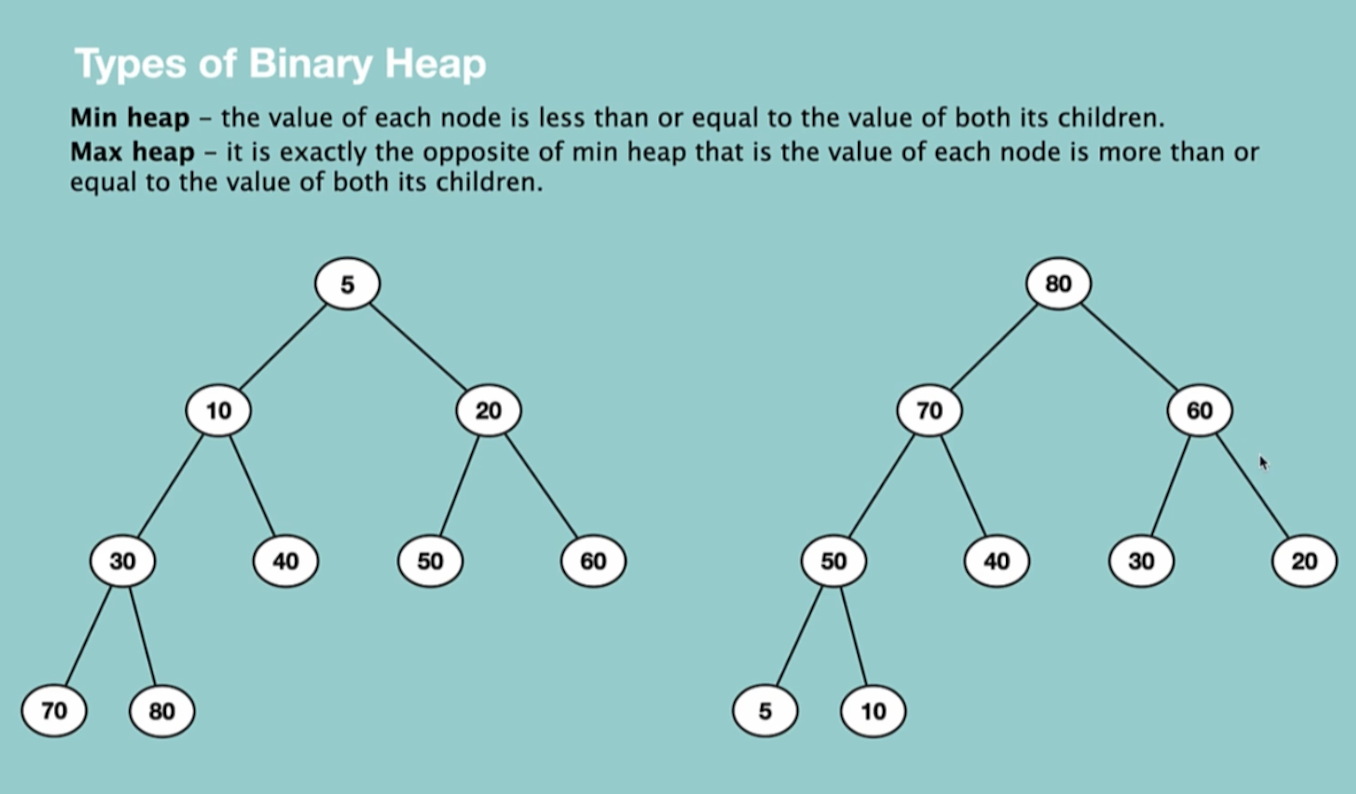 Types of Binary Heap
Min heap – the value of each node is less than or equal to the value of both its children.
Max heap – it is exactly the opposite of min heap that is the value of each node is more than or
equal to the value of both its children.
5
10 20
30 40 50 60
70 80
80
70 60
50 40 30 20
5 10